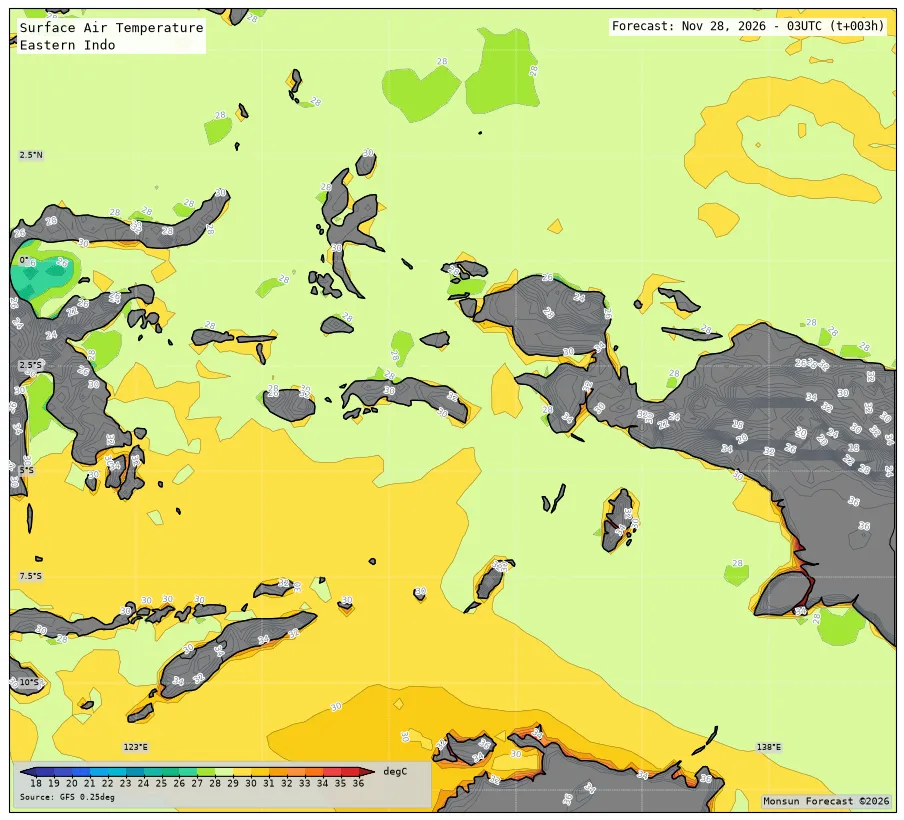 Surface Air Temperature
Eastern Indo
Forecast: Nov 28, 2026 - 03UTC (t+003h)
2.5°N
0°
2.5°S
5°S
7.5°S
10°S
123°E
138°E
18 19 20 21 22 23 24 25 26 27 28 29 30 31 32 33 34 35 36 degC
Source: GFS 0.25deg
Monsun Forecast ©2026